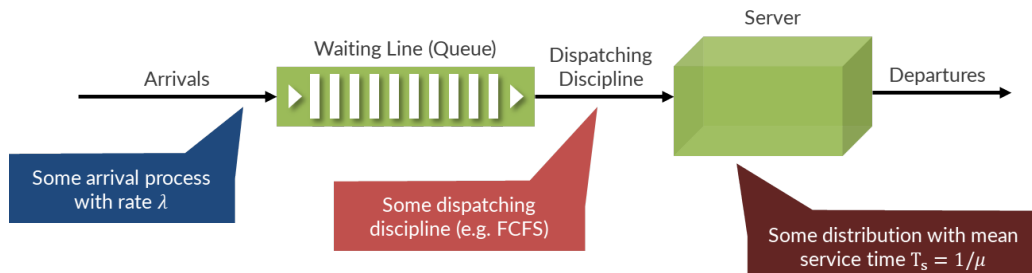 Server
Waiting Line (Queue)
Dispatching
Discipline
Arrivals
Departures
Some arrival process
with rate λ
Some dispatching
discipline (e.g. FCFS)
Some distribution with mean
service time Tₛ = 1/μ